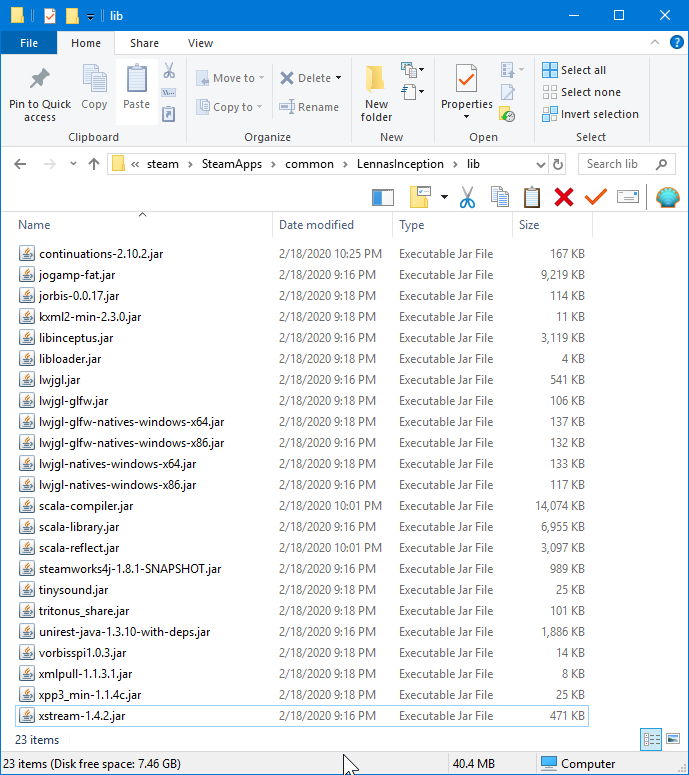 lib
File Home Share View
Pin to Quick access
Copy
Paste
Clipboard
Move to
Copy to
Delete
Rename
Organize
New folder
New
Properties
Open
Select all
Select none
Invert selection
Select
« steam > SteamApps > common > LennasInception > lib
Search lib
Name Date modified Type Size
continuations-2.10.2.jar 2/18/2020 10:25 PM Executable Jar File 167 KB
jogamp-fat.jar 2/18/2020 9:16 PM Executable Jar File 9,219 KB
jorbis-0.0.17.jar 2/18/2020 9:18 PM Executable Jar File 114 KB
kxml2-min-2.3.0.jar 2/18/2020 9:18 PM Executable Jar File 11 KB
libinceptus.jar 2/18/2020 9:16 PM Executable Jar File 3,119 KB
libloader.jar 2/18/2020 9:18 PM Executable Jar File 4 KB
lwjgl.jar 2/18/2020 9:16 PM Executable Jar File 541 KB
lwjgl-glfw.jar 2/18/2020 9:18 PM Executable Jar File 106 KB
lwjgl-glfw-natives-windows-x64.jar 2/18/2020 9:18 PM Executable Jar File 137 KB
lwjgl-glfw-natives-windows-x86.jar 2/18/2020 9:16 PM Executable Jar File 132 KB
lwjgl-natives-windows-x64.jar 2/18/2020 9:18 PM Executable Jar File 133 KB
lwjgl-natives-windows-x86.jar 2/18/2020 9:16 PM Executable Jar File 117 KB
scala-compiler.jar 2/18/2020 10:01 PM Executable Jar File 14,074 KB
scala-library.jar 2/18/2020 9:16 PM Executable Jar File 6,955 KB
scala-reflect.jar 2/18/2020 10:01 PM Executable Jar File 3,097 KB
steamworks4j-1.8.1-SNAPSHOT.jar 2/18/2020 9:16 PM Executable Jar File 989 KB
tinysound.jar 2/18/2020 9:18 PM Executable Jar File 25 KB
tritonus_share.jar 2/18/2020 9:18 PM Executable Jar File 101 KB
unirest-java-1.3.10-with-deps.jar 2/18/2020 9:16 PM Executable Jar File 1,886 KB
vorbisspi1.0.3.jar 2/18/2020 9:18 PM Executable Jar File 14 KB
xmlpull-1.1.3.1.jar 2/18/2020 9:18 PM Executable Jar File 8 KB
xpp3_min-1.1.4c.jar 2/18/2020 9:18 PM Executable Jar File 25 KB
xstream-1.4.2.jar 2/18/2020 9:16 PM Executable Jar File 471 KB
23 items
23 items (Disk free space: 7.46 GB) 40.4 MB Computer